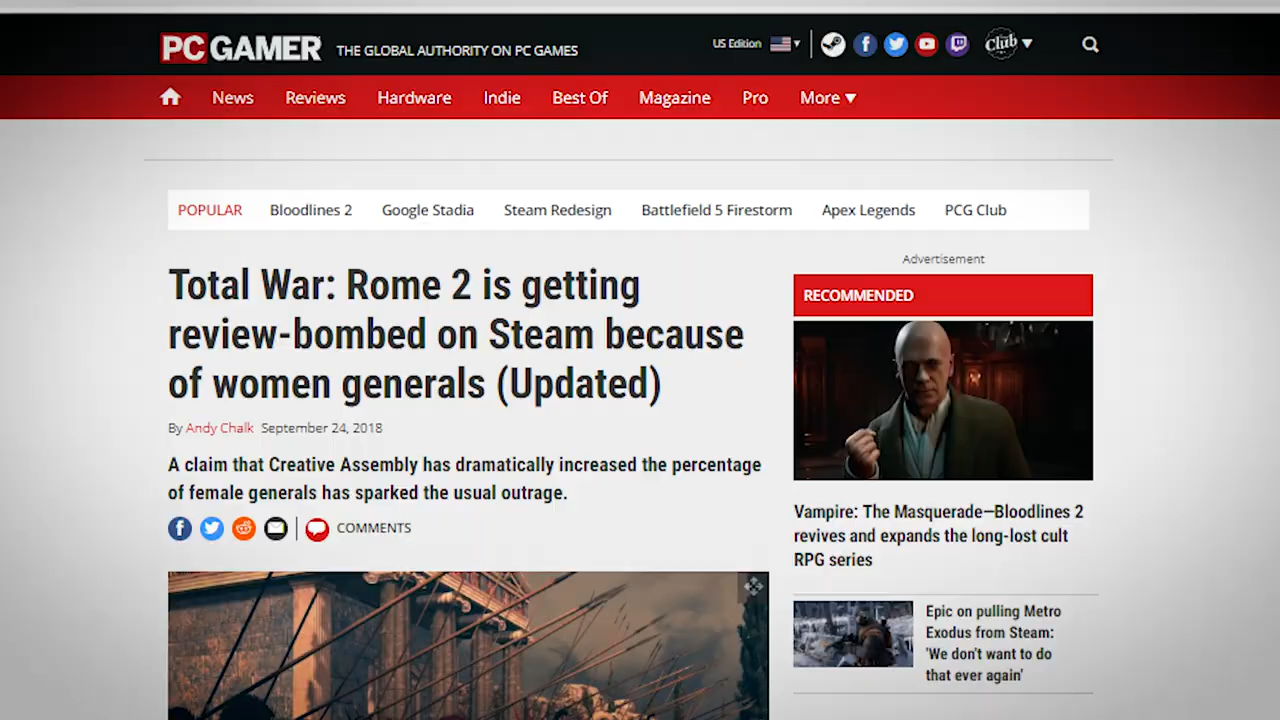 PC GAMER THE GLOBAL AUTHORITY ON PC GAMES
US Edition
Club
News Reviews Hardware Indie Best Of Magazine Pro More
POPULAR Bloodlines 2 Google Stadia Steam Redesign Battlefield 5 Firestorm Apex Legends PCG Club
Total War: Rome 2 is getting
review-bombed on Steam because
of women generals (Updated)
By Andy Chalk September 24, 2018
A claim that Creative Assembly has dramatically increased the percentage
of female generals has sparked the usual outrage.
COMMENTS
Advertisement
RECOMMENDED
Vampire: The Masquerade—Bloodlines 2
revives and expands the long-lost cult
RPG series
Epic on pulling Metro
Exodus from Steam:
'We don't want to do
that ever again'